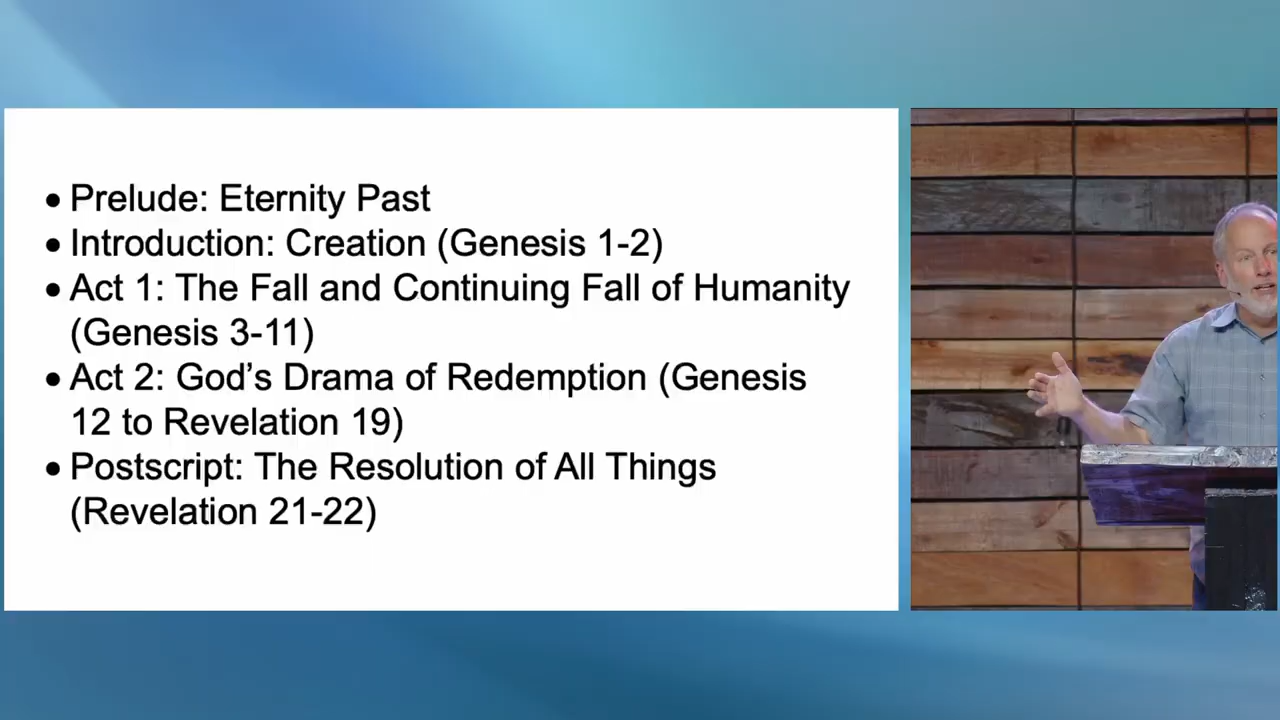 • Prelude: Eternity Past
• Introduction: Creation (Genesis 1-2)
• Act 1: The Fall and Continuing Fall of Humanity
(Genesis 3-11)
• Act 2: God’s Drama of Redemption (Genesis
12 to Revelation 19)
• Postscript: The Resolution of All Things
(Revelation 21-22)